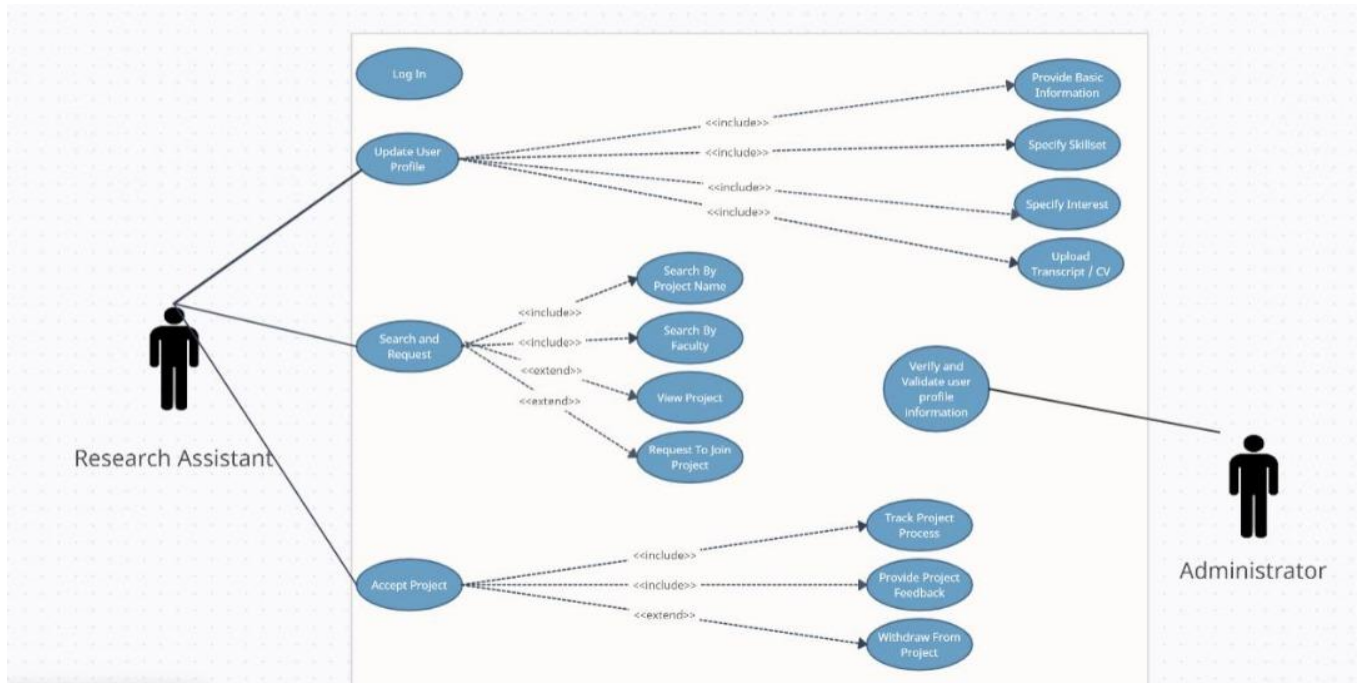 Log In
Provide Basic
Information
<<include>>
Update User
Profile
<<include>>
Specify Skillset
<<include>>
Specify Interest
<<include>>
Upload
Transcript / CV
Search By
Project Name
<<include>>
Search and
Request
<<include>>
Search By
Faculty
<<extend>>
View Project
<<extend>>
Request To Join
Project
Verify and
Validate user
profile
information
Research Assistant
Track Project
Process
<<include>>
Accept Project
<<include>>
Provide Project
Feedback
<<extend>>
Withdraw From
Project
Administrator